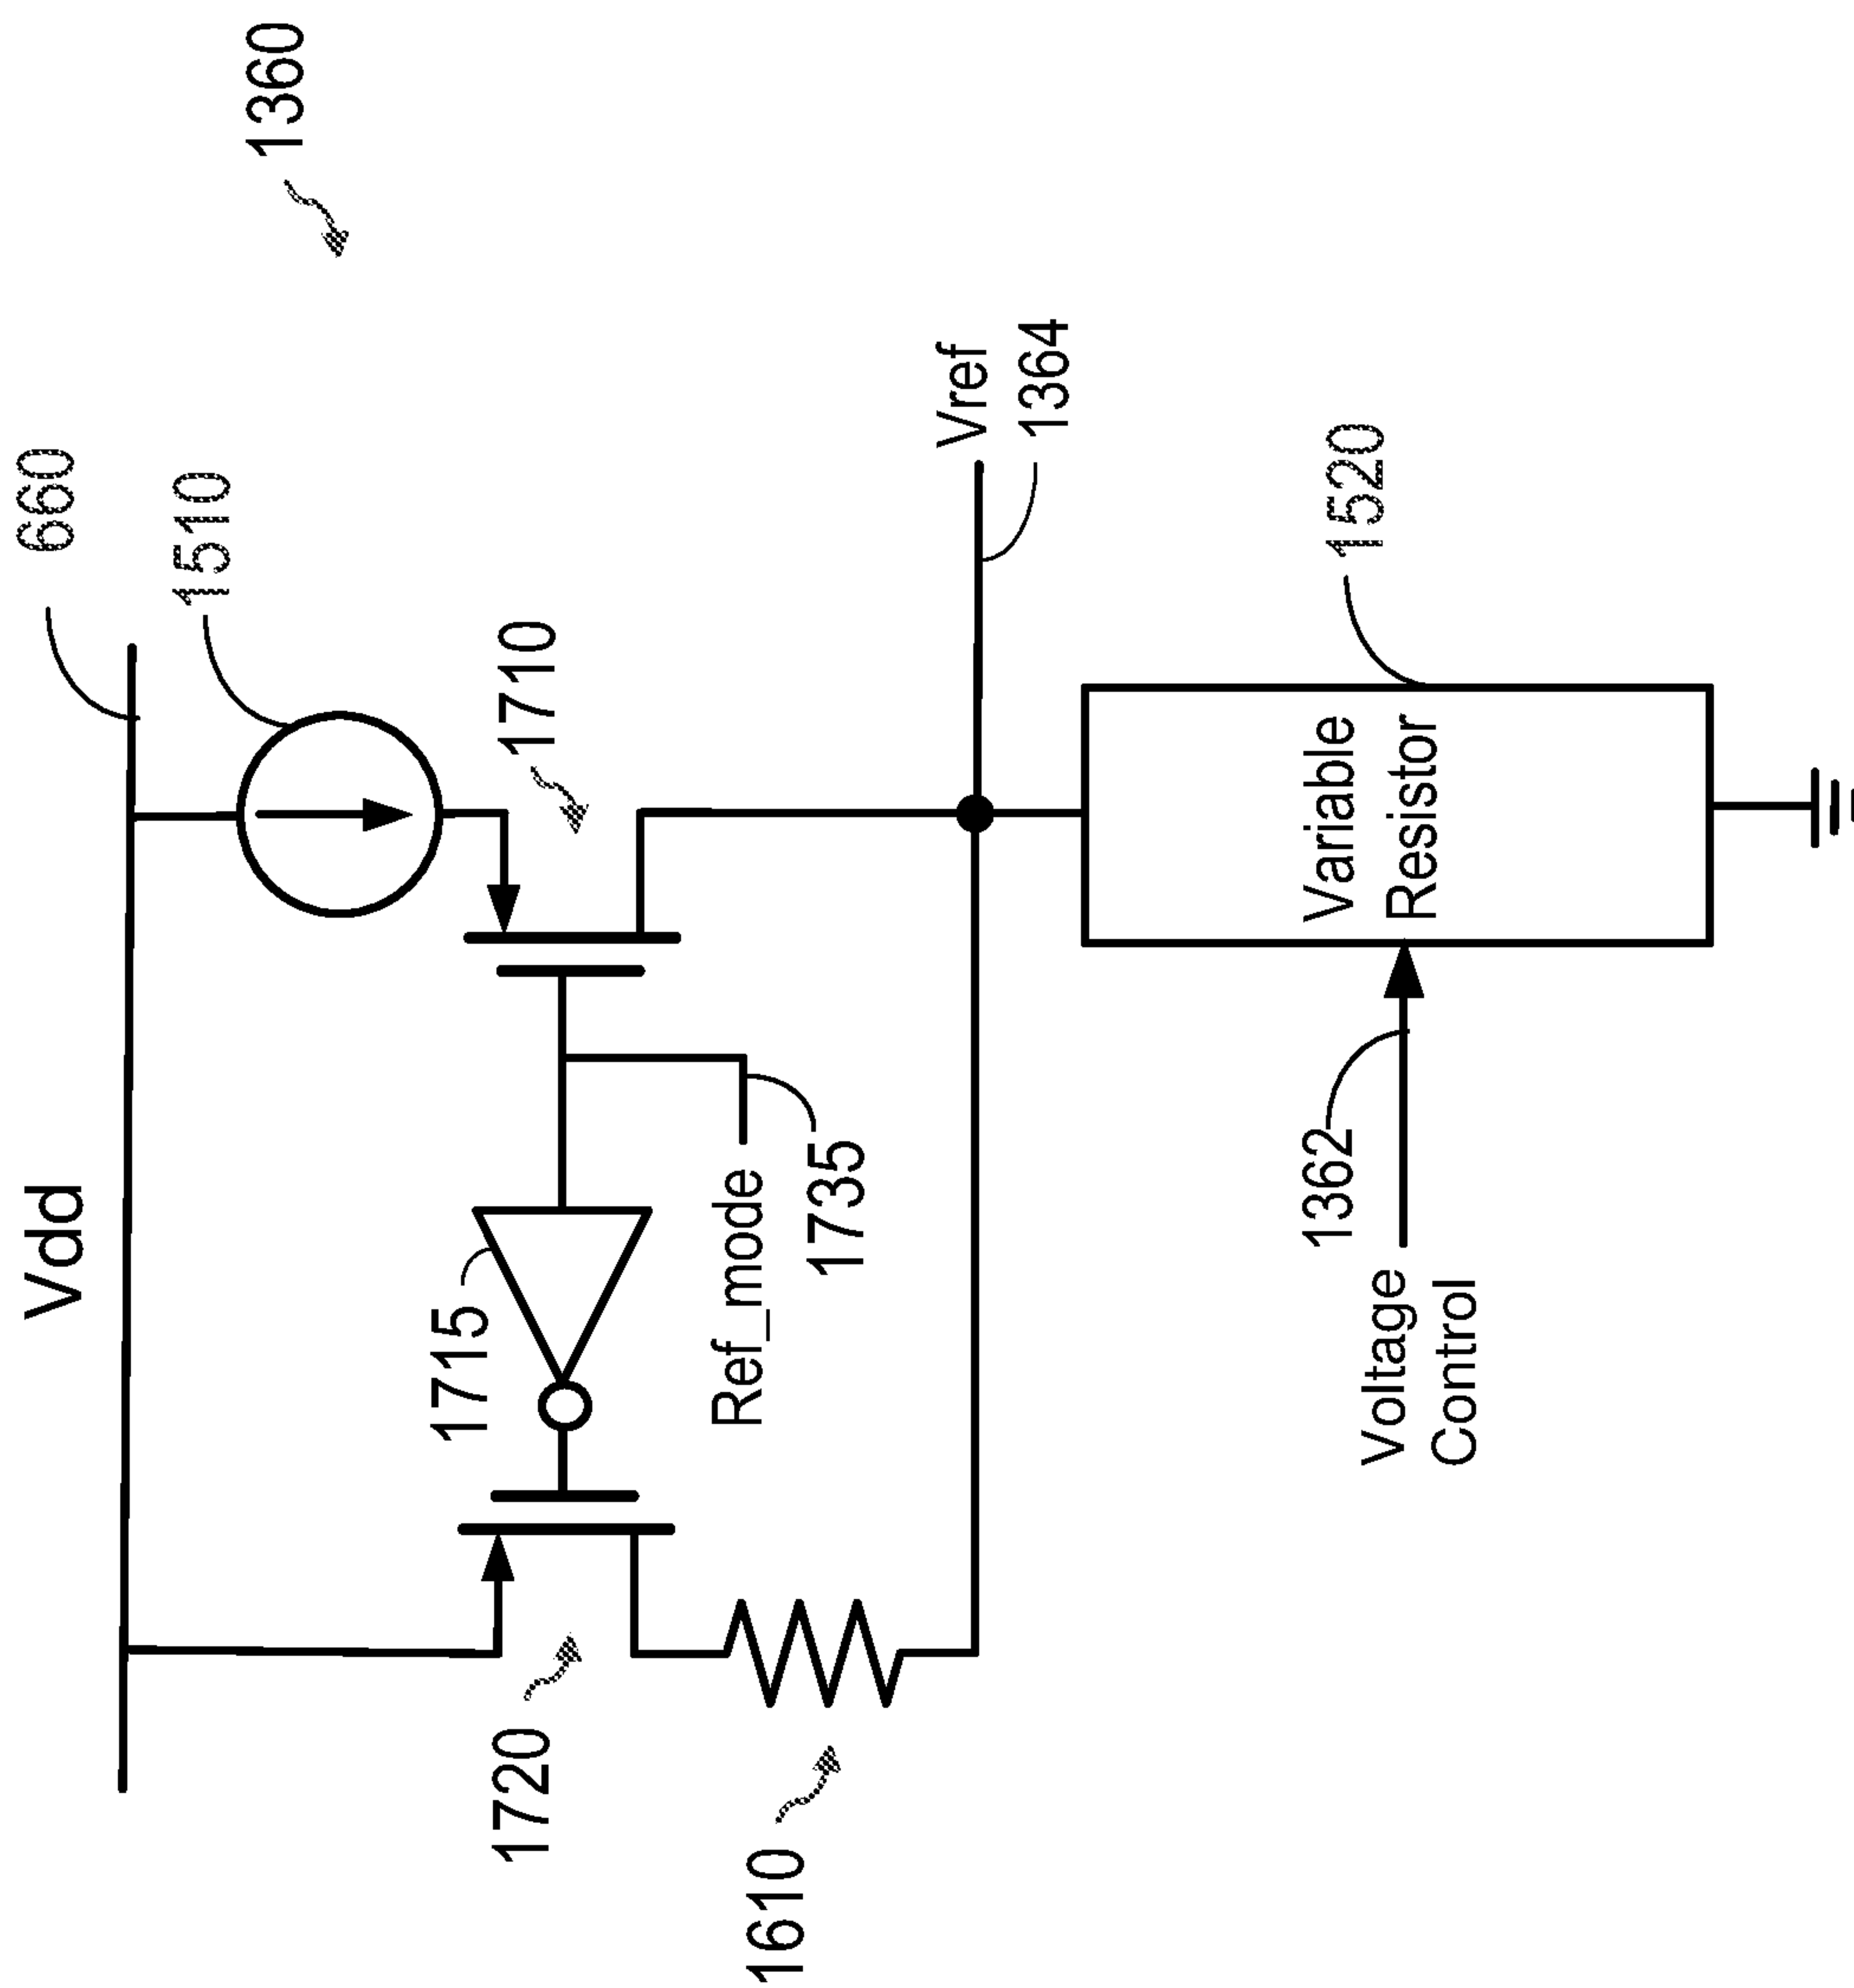 1360
Vdd
660
1510
1710
1715
1720
Ref_mode
1735
1610
Vref
1364
1362
Voltage
Control
Variable
Resistor
1520